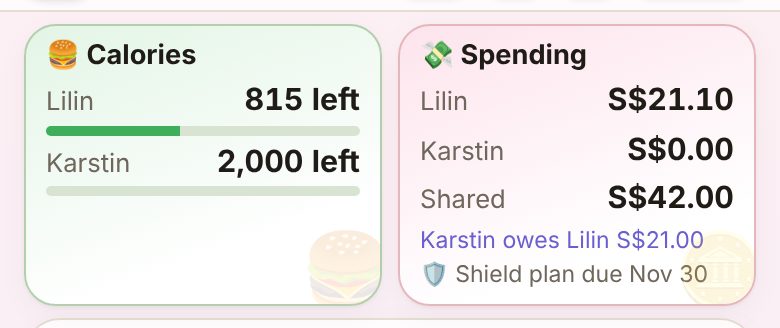 🍔 Calories
Lilin 815 left
Karstin 2,000 left
💸 Spending
Lilin S$21.10
Karstin S$0.00
Shared S$42.00
Karstin owes Lilin S$21.00
🛡️ Shield plan due Nov 30